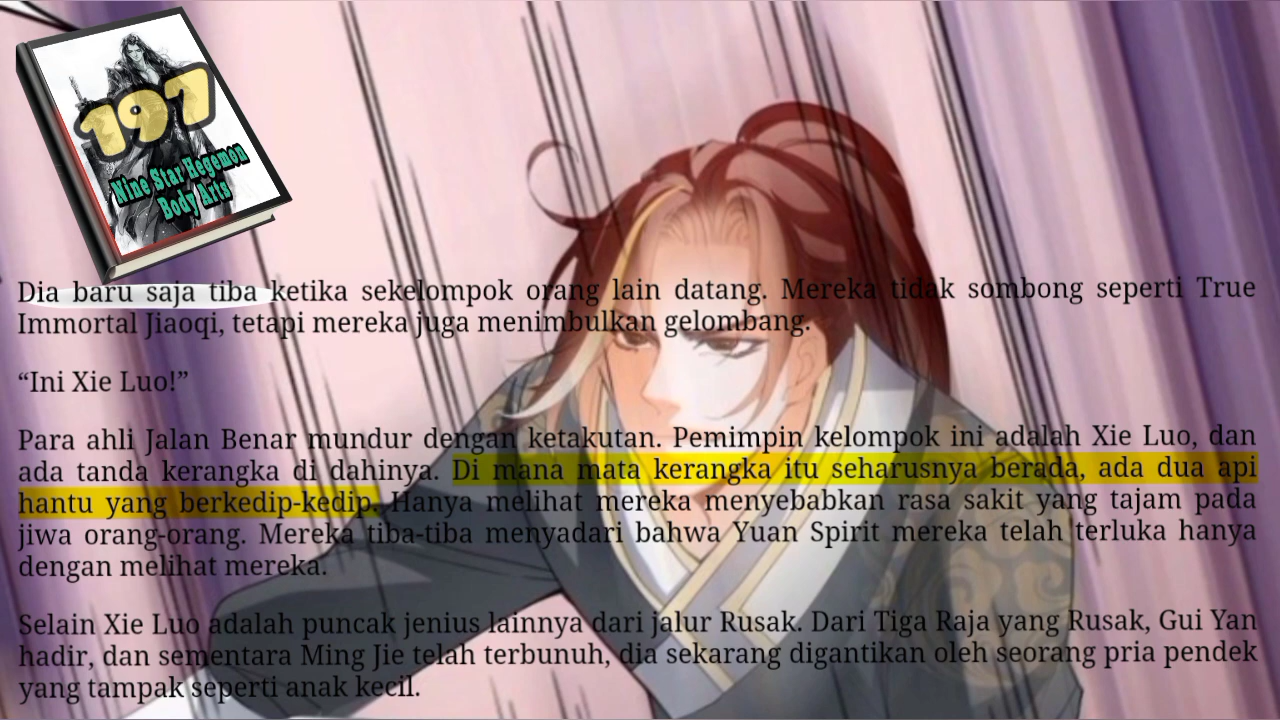 197
Nine Star Hegemon
Body Arts
Dia baru saja tiba ketika sekelompok orang lain datang. Mereka tidak sombong seperti True
Immortal Jiaoqi, tetapi mereka juga menimbulkan gelombang.
“Ini Xie Luo!”
Para ahli Jalan Benar mundur dengan ketakutan. Pemimpin kelompok ini adalah Xie Luo, dan
ada tanda kerangka di dahinya. Di mana mata kerangka itu seharusnya berada, ada dua api
hantu yang berkedip-kedip. Hanya melihat mereka menyebabkan rasa sakit yang tajam pada
jiwa orang-orang. Mereka tiba-tiba menyadari bahwa Yuan Spirit mereka telah terluka hanya
dengan melihat mereka.
Selain Xie Luo adalah puncak jenius lainnya dari jalur Rusak. Dari Tiga Raja yang Rusak, Gui Yan
hadir, dan sementara Ming Jie telah terbunuh, dia sekarang digantikan oleh seorang pria pendek
yang tampak seperti anak kecil.